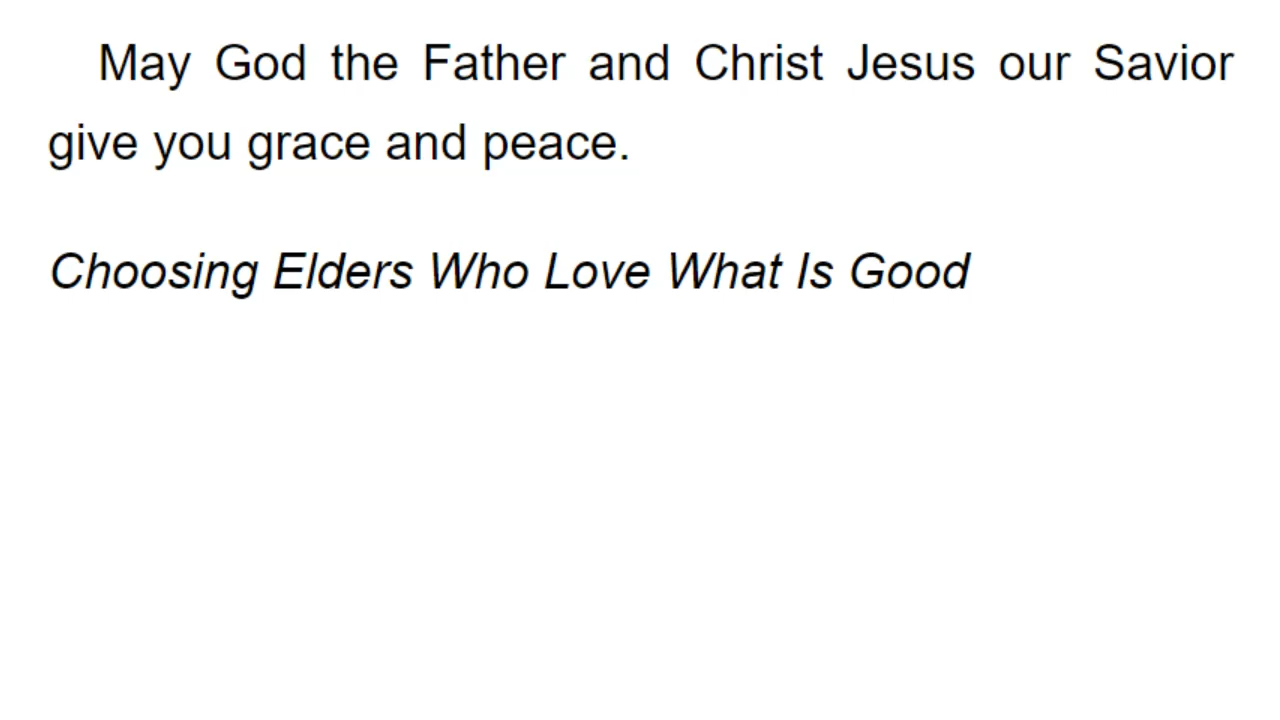 May God the Father and Christ Jesus our Savior
give you grace and peace.
Choosing Elders Who Love What Is Good